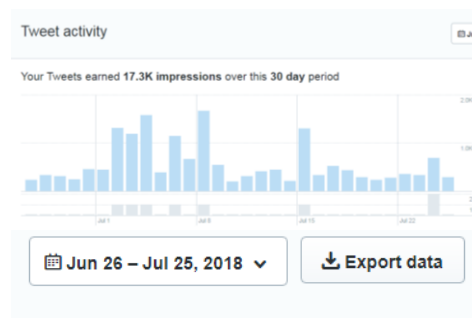 Tweet activity
Your Tweets earned 17.3K impressions over this 30 day period
2.0K
1.0K
Jul 1
Jul 8
Jul 15
Jul 22
Jun 26 – Jul 25, 2018
Export data